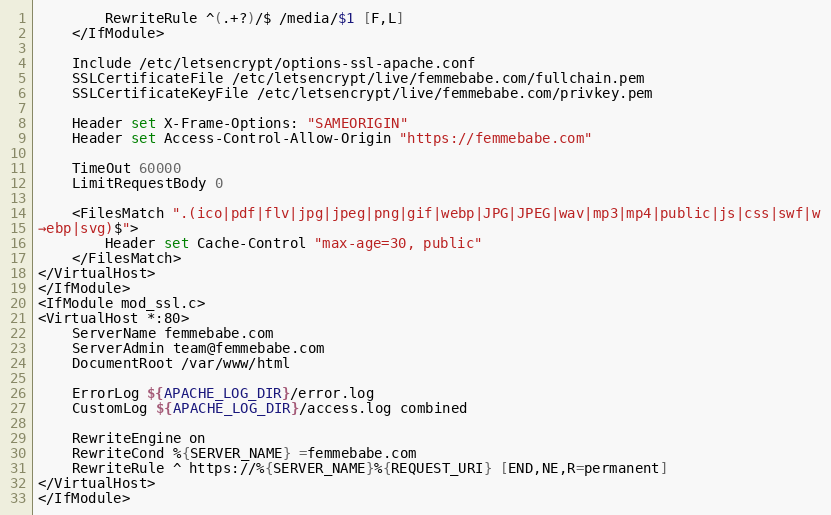 1         RewriteRule ^(.+?)/$ /media/$1 [F,L]
2     </IfModule>
3
4     Include /etc/letsencrypt/options-ssl-apache.conf
5     SSLCertificateFile /etc/letsencrypt/live/femmebabe.com/fullchain.pem
6     SSLCertificateKeyFile /etc/letsencrypt/live/femmebabe.com/privkey.pem
7
8     Header set X-Frame-Options: "SAMEORIGIN"
9     Header set Access-Control-Allow-Origin "https://femmebabe.com"
10
11     TimeOut 60000
12     LimitRequestBody 0
13
14     <FilesMatch ".(ico|pdf|flv|jpg|jpeg|png|gif|webp|JPG|JPEG|wav|mp3|mp4|public|js|css|swf|w
15 →ebp|svg)$">
16         Header set Cache-Control "max-age=30, public"
17     </FilesMatch>
18 </VirtualHost>
19 </IfModule>
20 <IfModule mod_ssl.c>
21 <VirtualHost *:80>
22     ServerName femmebabe.com
23     ServerAdmin team@femmebabe.com
24     DocumentRoot /var/www/html
25
26     ErrorLog ${APACHE_LOG_DIR}/error.log
27     CustomLog ${APACHE_LOG_DIR}/access.log combined
28
29     RewriteEngine on
30     RewriteCond %{SERVER_NAME} =femmebabe.com
31     RewriteRule ^ https://%{SERVER_NAME}%{REQUEST_URI} [END,NE,R=permanent]
32 </VirtualHost>
33 </IfModule>